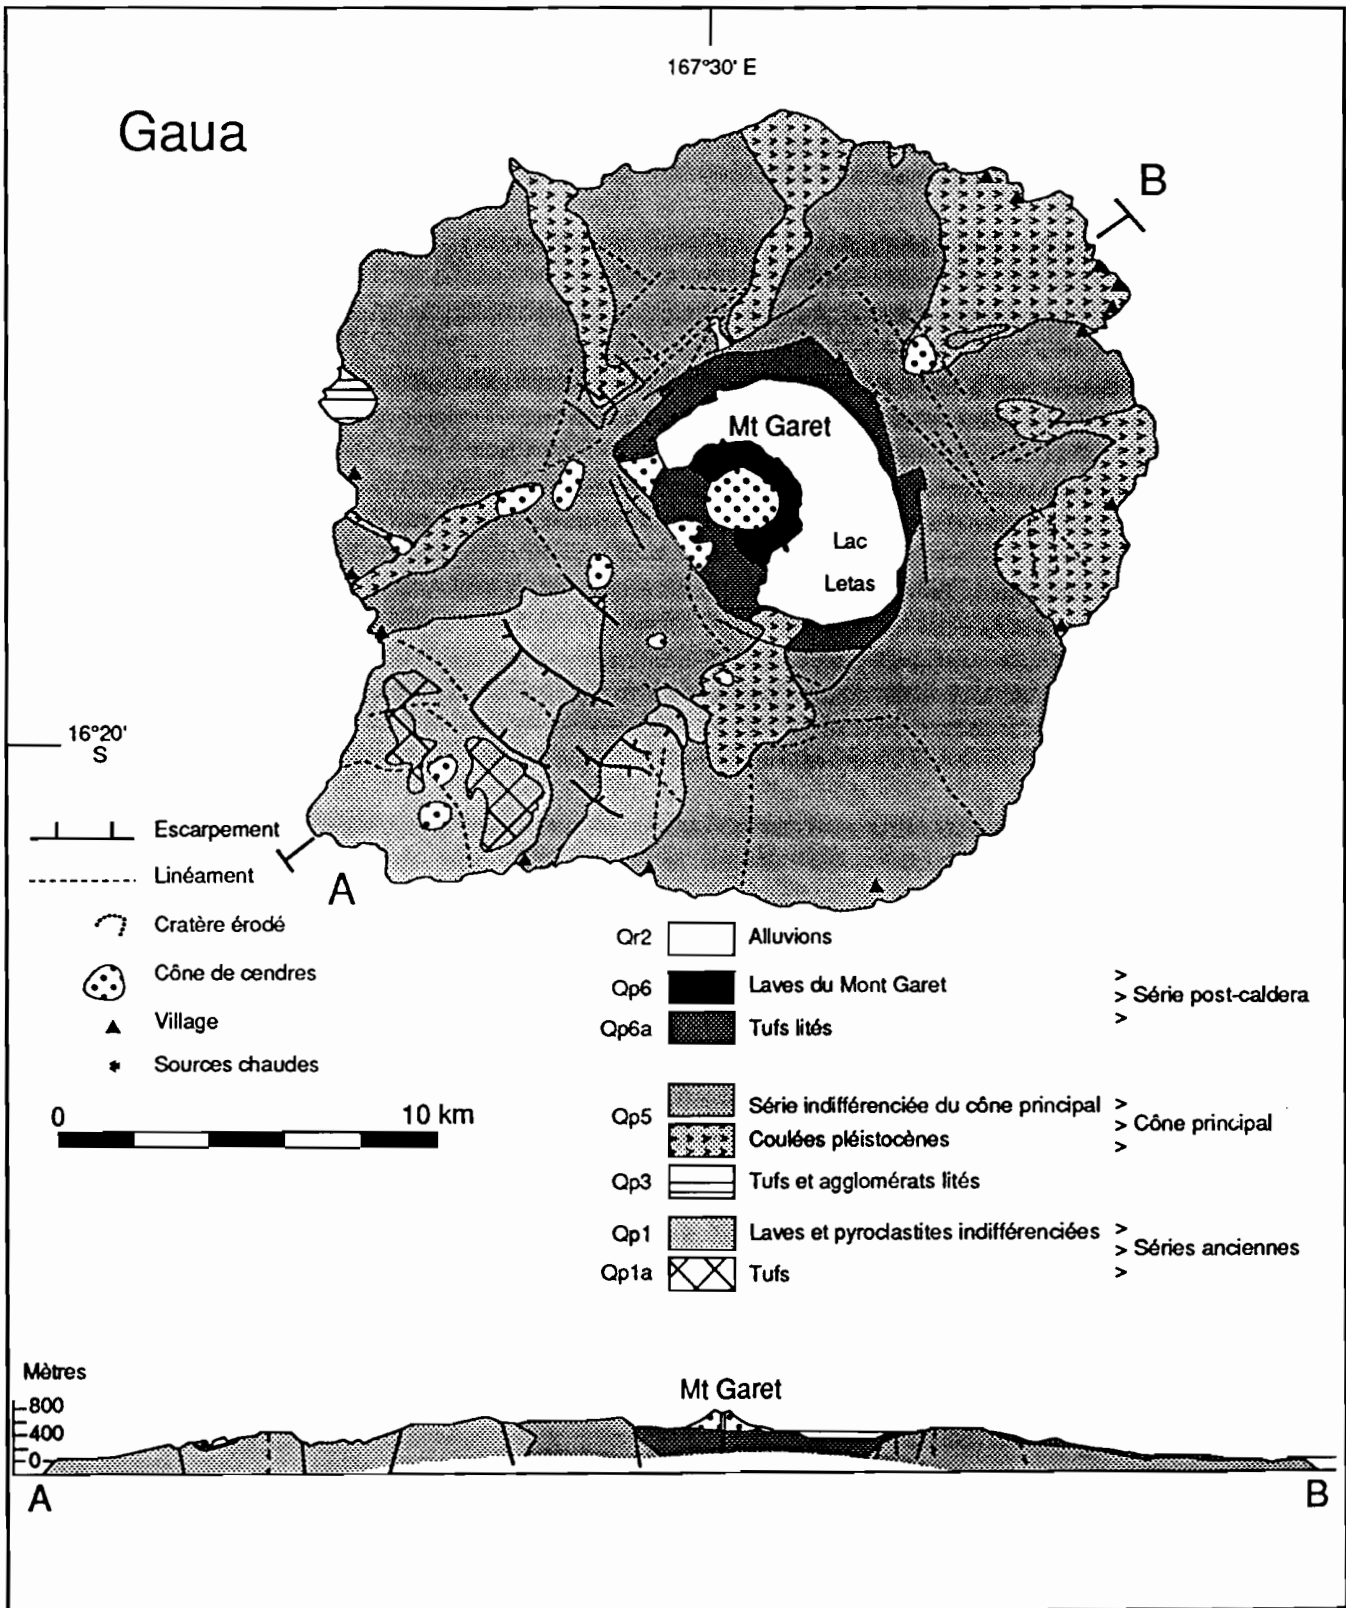 167°30' E
Gaua
B
Mt Garet
Lac
Letas
16°20'
S
A
Escarpement
Linéament
Cratère érodé
Cône de cendres
Village
Sources chaudes
0 10 km
Qr2 Alluvions
Qp6 Laves du Mont Garet
Qp6a Tufs lités
> > > Série post-caldera
Qp5 Série indifférenciée du cône principal
Coulées pléistocènes
> > > Cône principal
Qp3 Tufs et agglomérats lités
Qp1 Laves et pyroclastites indifférenciées
Qp1a Tufs
> > > Séries anciennes
Mètres
800
400
0
Mt Garet
A
B